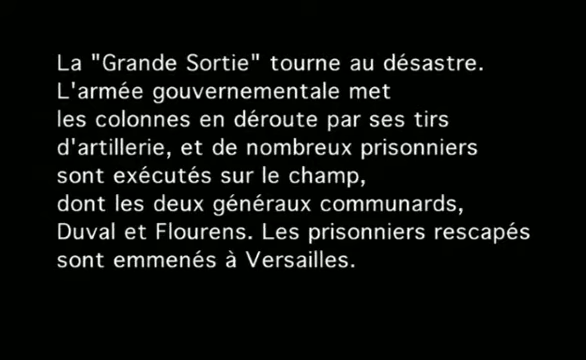 La "Grande Sortie" tourne au désastre.
L'armée gouvernementale met
les colonnes en déroute par ses tirs
d'artillerie, et de nombreux prisonniers
sont exécutés sur le champ,
dont les deux généraux communards,
Duval et Flourens. Les prisonniers rescapés
sont emmenés à Versailles.